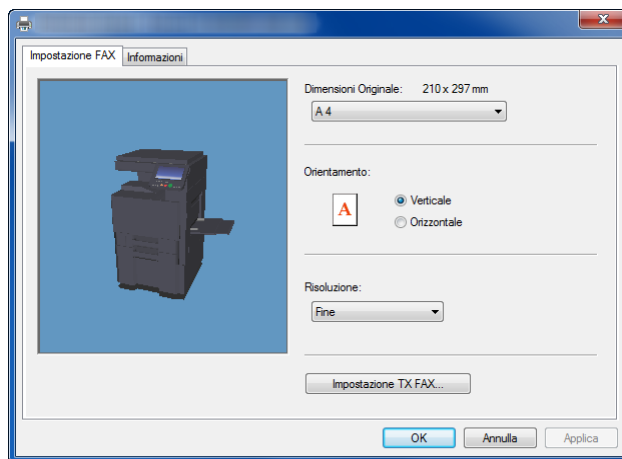 Impostazione FAX Informazioni
Dimensioni Originale: 210 x 297 mm
A 4
Orientamento:
A
Verticale
Orizzontale
Risoluzione:
Fine
Impostazione TX FAX...
OK Annulla Applica